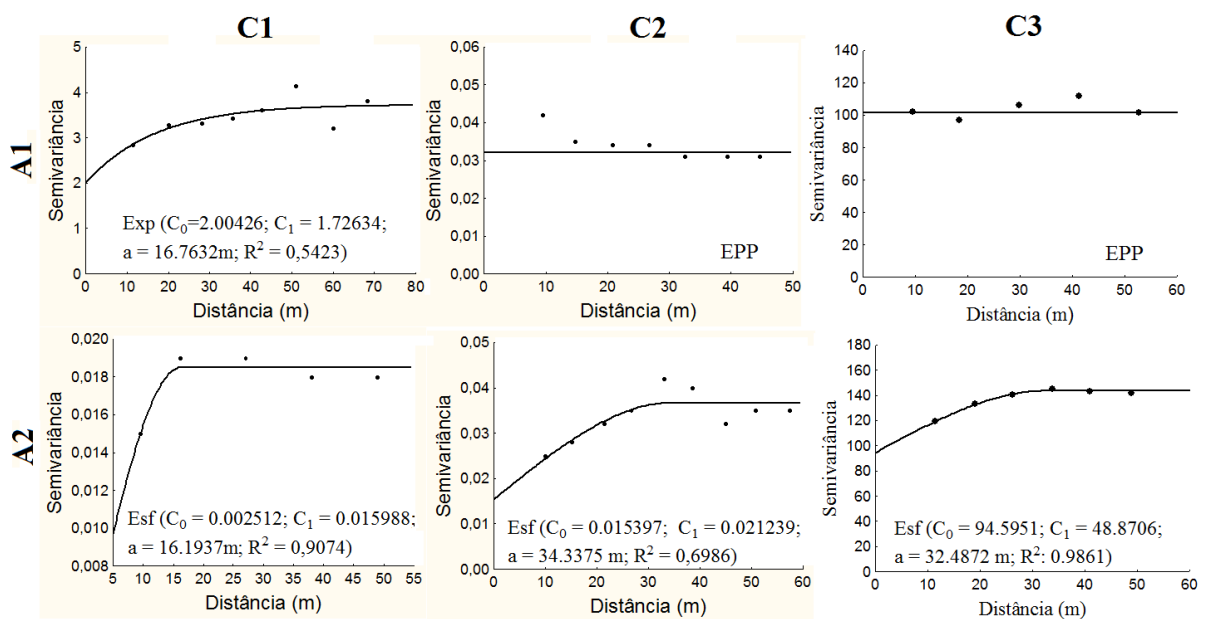 C1
C2
C3
A1
A2
5
4
3
2
1
0
Semivariância
Exp (C0=2.00426; C1 = 1.72634;
a = 16.7632m; R2 = 0,5423)
0 10 20 30 40 50 60 70 80
Distância (m)
0,06
0,05
0,04
0,03
0,02
0,01
0,00
Semivariância
EPP
0 10 20 30 40 50
Distância (m)
140
120
100
80
60
40
20
0
Semivariância
EPP
0 10 20 30 40 50 60
Distância (m)
0,020
0,018
0,016
0,014
0,012
0,010
0,008
Semivariância
Esf (C0 = 0.002512; C1 = 0.015988;
a = 16.1937m; R2 = 0,9074)
5 10 15 20 25 30 35 40 45 50 55
Distância (m)
0,05
0,04
0,03
0,02
0,01
0,00
Semivariância
Esf (C0 = 0.015397; C1 = 0.021239;
a = 34.3375 m; R2 = 0,6986)
0 10 20 30 40 50 60
Distância (m)
180
160
140
120
100
80
60
40
20
0
Semivariância
Esf (C0 = 94.5951; C1 = 48.8706;
a = 32.4872 m; R2: 0.9861)
0 10 20 30 40 50 60
Distância (m)